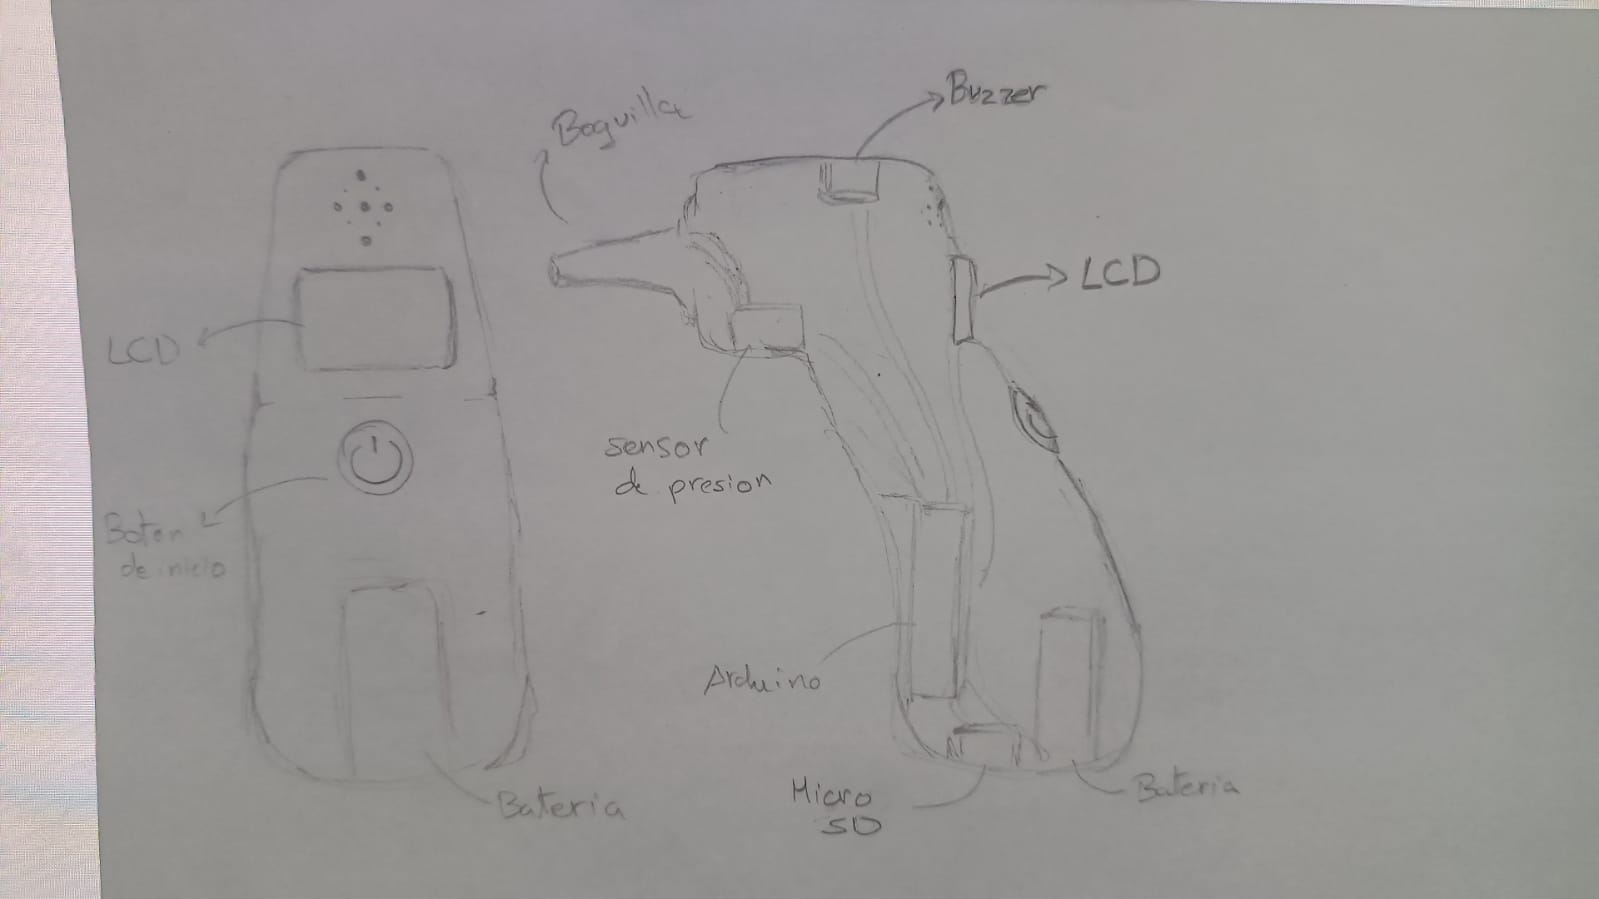 Boquilla
Buzzer
LCD
LCD
sensor
de presion
Boton
de inicio
Arduino
Micro
SD
Bateria
Bateria